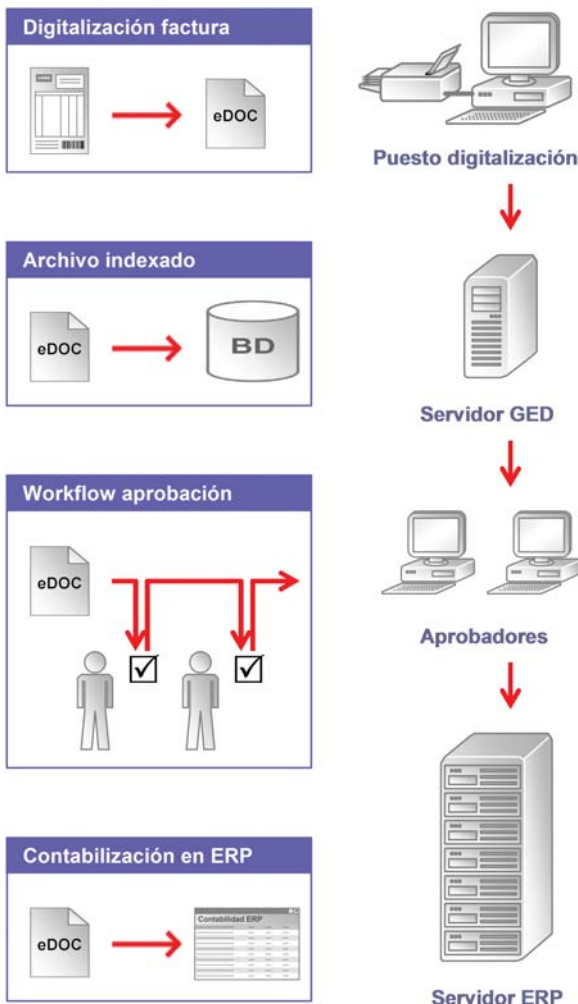 Digitalización factura
eDOC
Puesto digitalización
Archivo indexado
eDOC
BD
Servidor GED
Workflow aprobación
eDOC
Aprobadores
Contabilización en ERP
eDOC
Contabilidad ERP
Servidor ERP